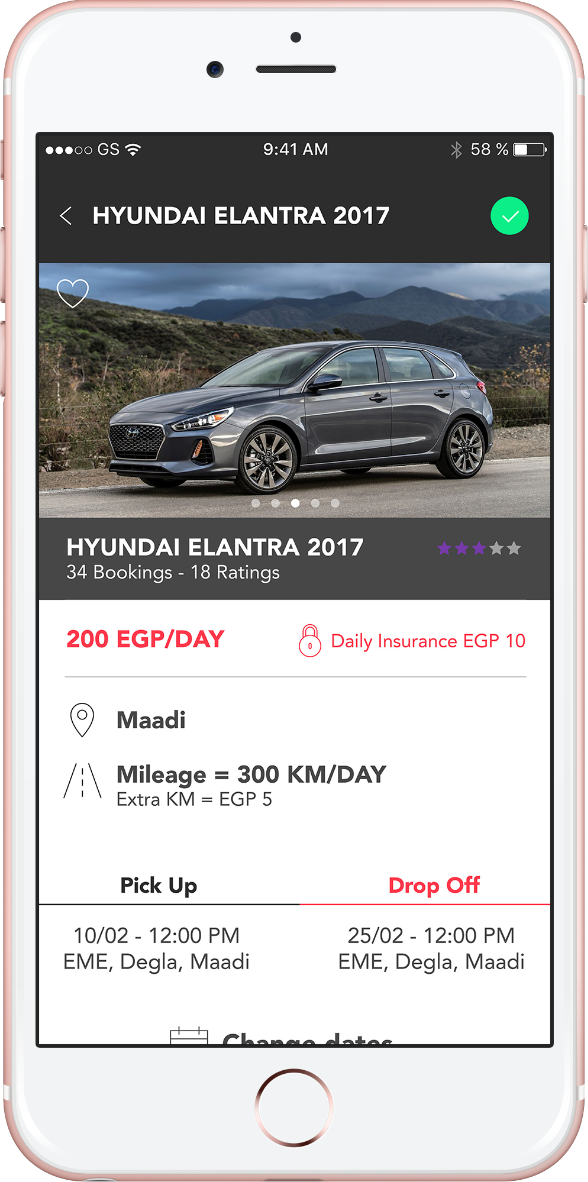 GS 9:41 AM 58 %
HYUNDAI ELANTRA 2017
HYUNDAI ELANTRA 2017
34 Bookings - 18 Ratings
200 EGP/DAY Daily Insurance EGP 10
Maadi
Mileage = 300 KM/DAY
Extra KM = EGP 5
Pick Up Drop Off
10/02 - 12:00 PM 25/02 - 12:00 PM
EME, Degla, Maadi EME, Degla, Maadi
Change dates